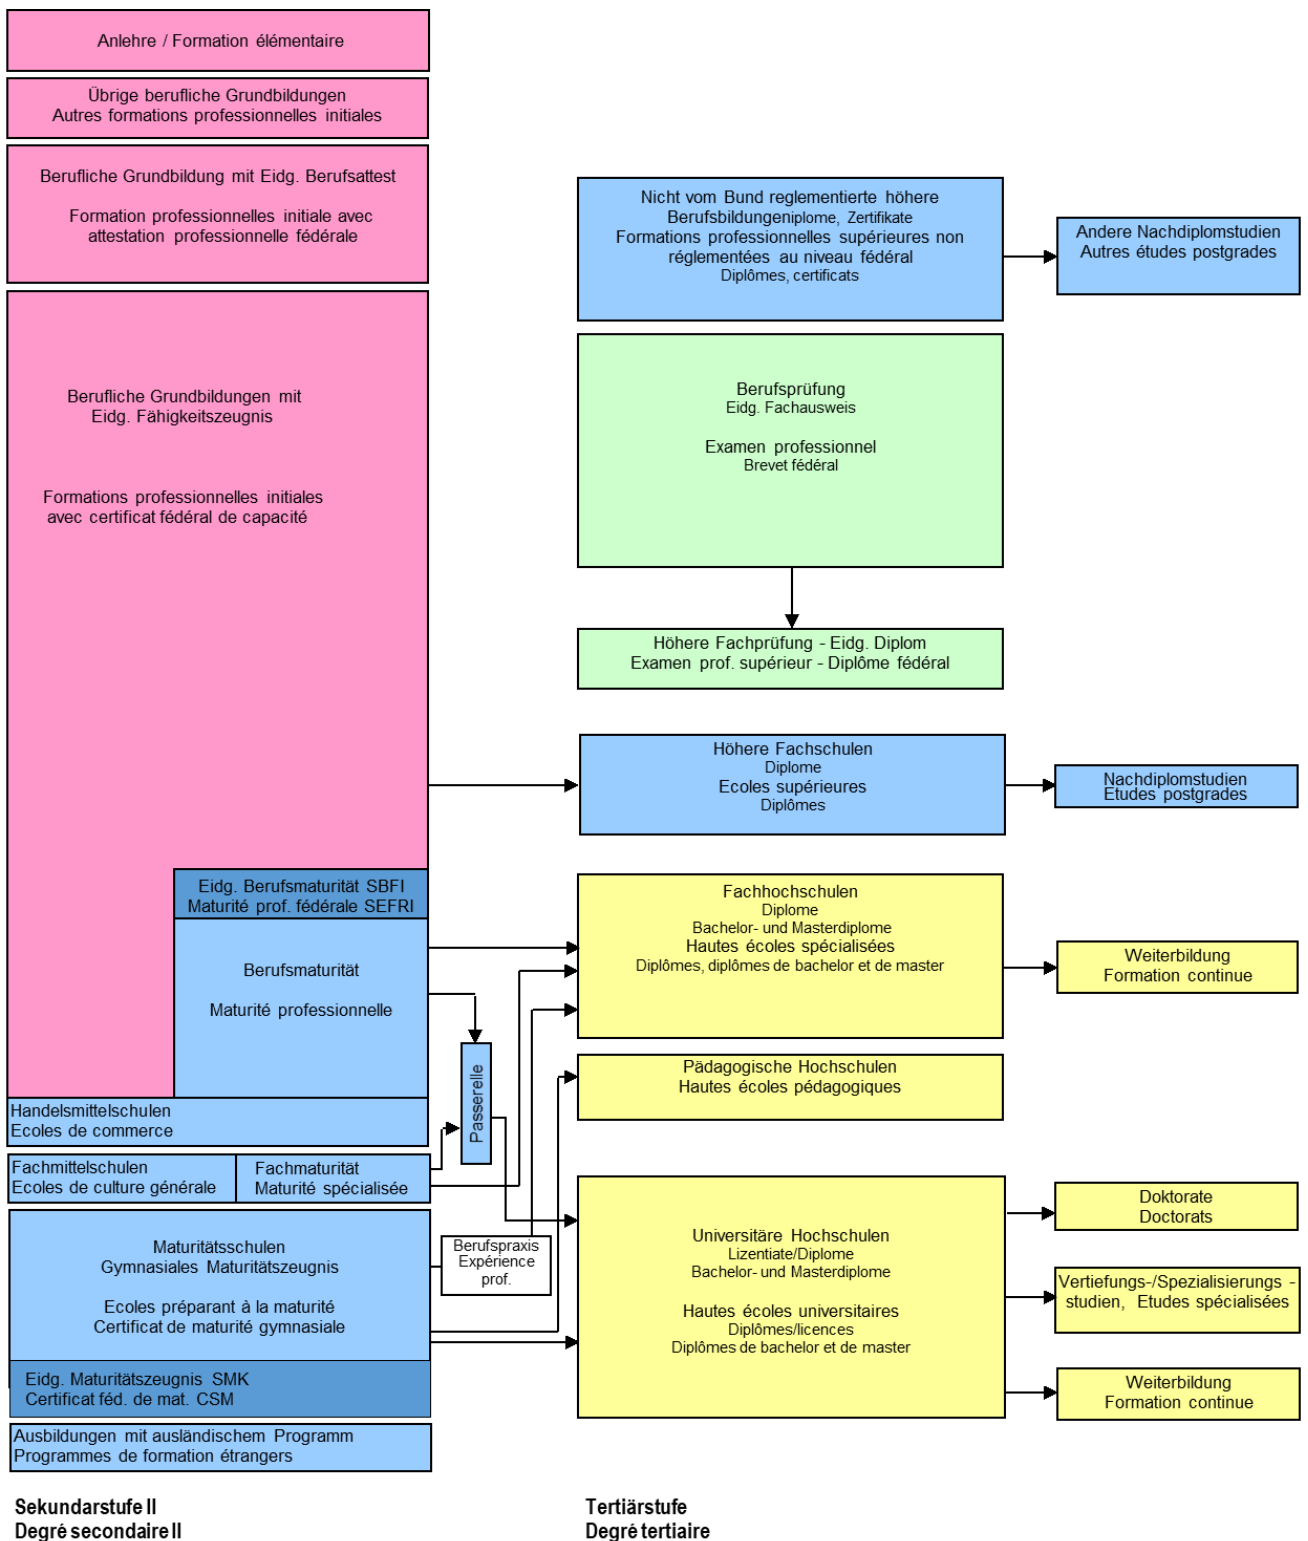 Anlehre / Formation élémentaire
Übrige berufliche Grundbildungen
Autres formations professionnelles initiales
Berufliche Grundbildung mit Eidg. Berufsattest
Formation professionnelles initiale avec
attestation professionnelle fédérale
Berufliche Grundbildungen mit
Eidg. Fähigkeitszeugnis
Formations professionnelles initiales
avec certificat fédéral de capacité
Eidg. Berufsmaturität SBFI
Maturité prof. fédérale SEFRI
Berufsmaturität
Maturité professionnelle
Handelsmittelschulen
Ecoles de commerce
Fachmittelschulen
Ecoles de culture générale
Fachmaturität
Maturité spécialisée
Maturitätsschulen
Gymnasiales Maturitätszeugnis
Ecoles préparant à la maturité
Certificat de maturité gymnasiale
Eidg. Maturitätszeugnis SMK
Certificat féd. de mat. CSM
Ausbildungen mit ausländischem Programm
Programmes de formation étrangers
Sekundarstufe II
Degré secondaire II
Passerelle
Berufspraxis
Expérience
prof.
Nicht vom Bund reglementierte höhere
Berufsbildungeniplome, Zertifikate
Formations professionnelles supérieures non
réglementées au niveau fédéral
Diplômes, certificats
Berufsprüfung
Eidg. Fachausweis
Examen professionnel
Brevet fédéral
Höhere Fachprüfung - Eidg. Diplom
Examen prof. supérieur - Diplôme fédéral
Höhere Fachschulen
Diplome
Ecoles supérieures
Diplômes
Fachhochschulen
Diplome
Bachelor- und Masterdiplome
Hautes écoles spécialisées
Diplômes, diplômes de bachelor et de master
Pädagogische Hochschulen
Hautes écoles pédagogiques
Universitäre Hochschulen
Lizentiate/Diplome
Bachelor- und Masterdiplome
Hautes écoles universitaires
Diplômes/licences
Diplômes de bachelor et de master
Tertiärstufe
Degré tertiaire
Andere Nachdiplomstudien
Autres études postgrades
Nachdiplomstudien
Etudes postgrades
Weiterbildung
Formation continue
Doktorate
Doctorats
Vertiefungs-/Spezialisierungs -
studien, Etudes spécialisées
Weiterbildung
Formation continue